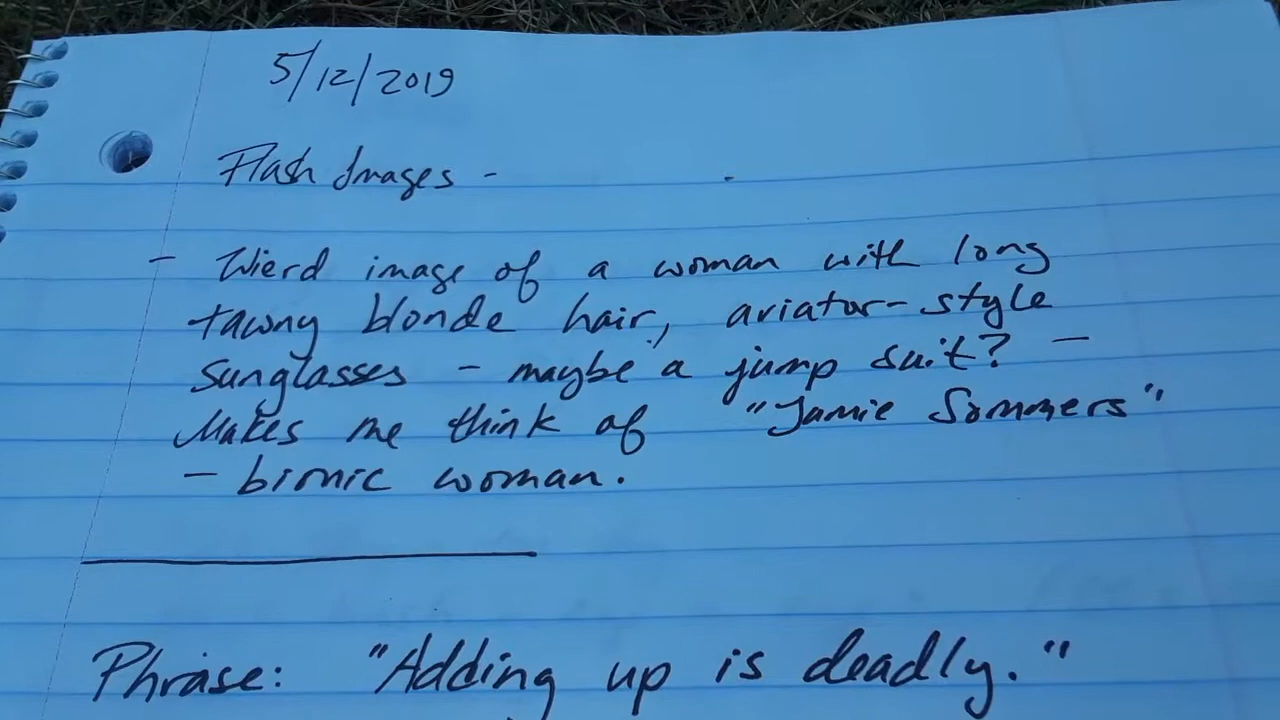 5/12/2019
Flash Images -
- Wierd image of a woman with long
tawny blonde hair, aviator-style
sunglasses - maybe a jump suit? -
Makes me think of "Jamie Sommers"
- bionic woman.
Phrase: "Adding up is deadly."